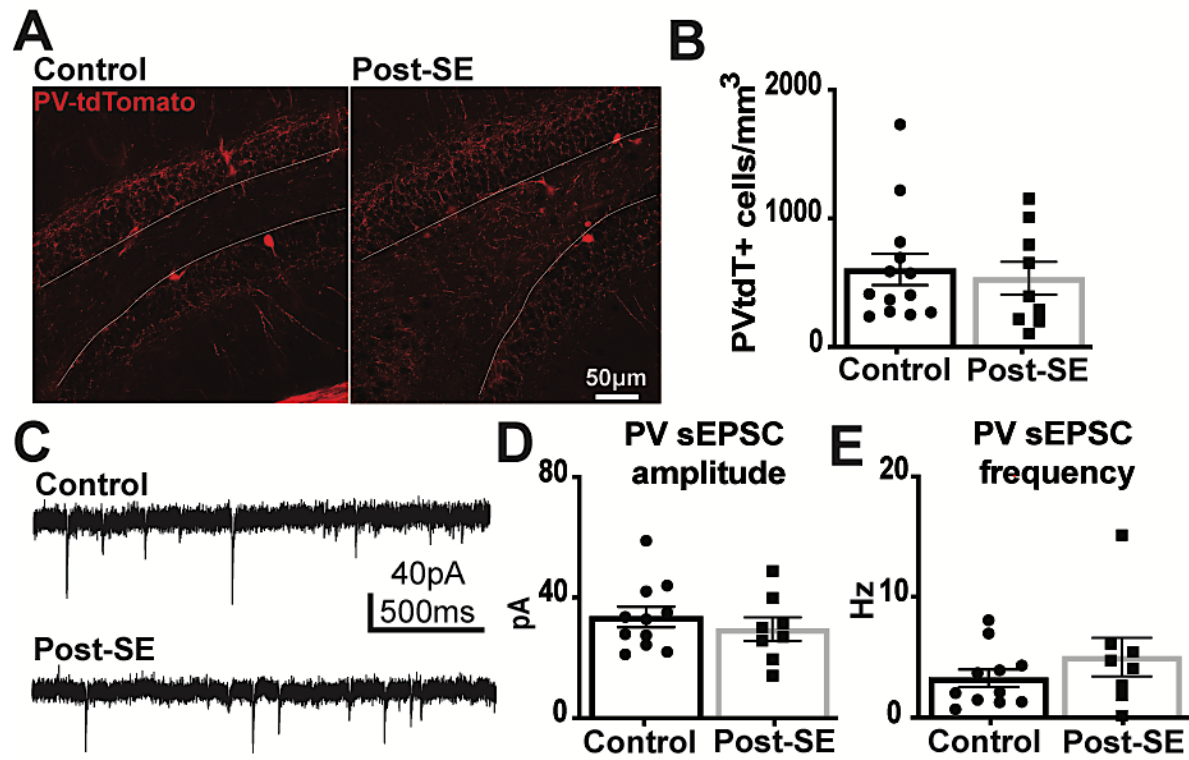 A
Control
Post-SE
PV-tdTomato
50µm
B
PVtdT+ cells/mm³
2000
1000
0
Control
Post-SE
C
Control
40pA
500ms
Post-SE
D
PV sEPSC
amplitude
pA
80
40
0
Control
Post-SE
E
PV sEPSC
frequency
Hz
20
10
0
Control
Post-SE